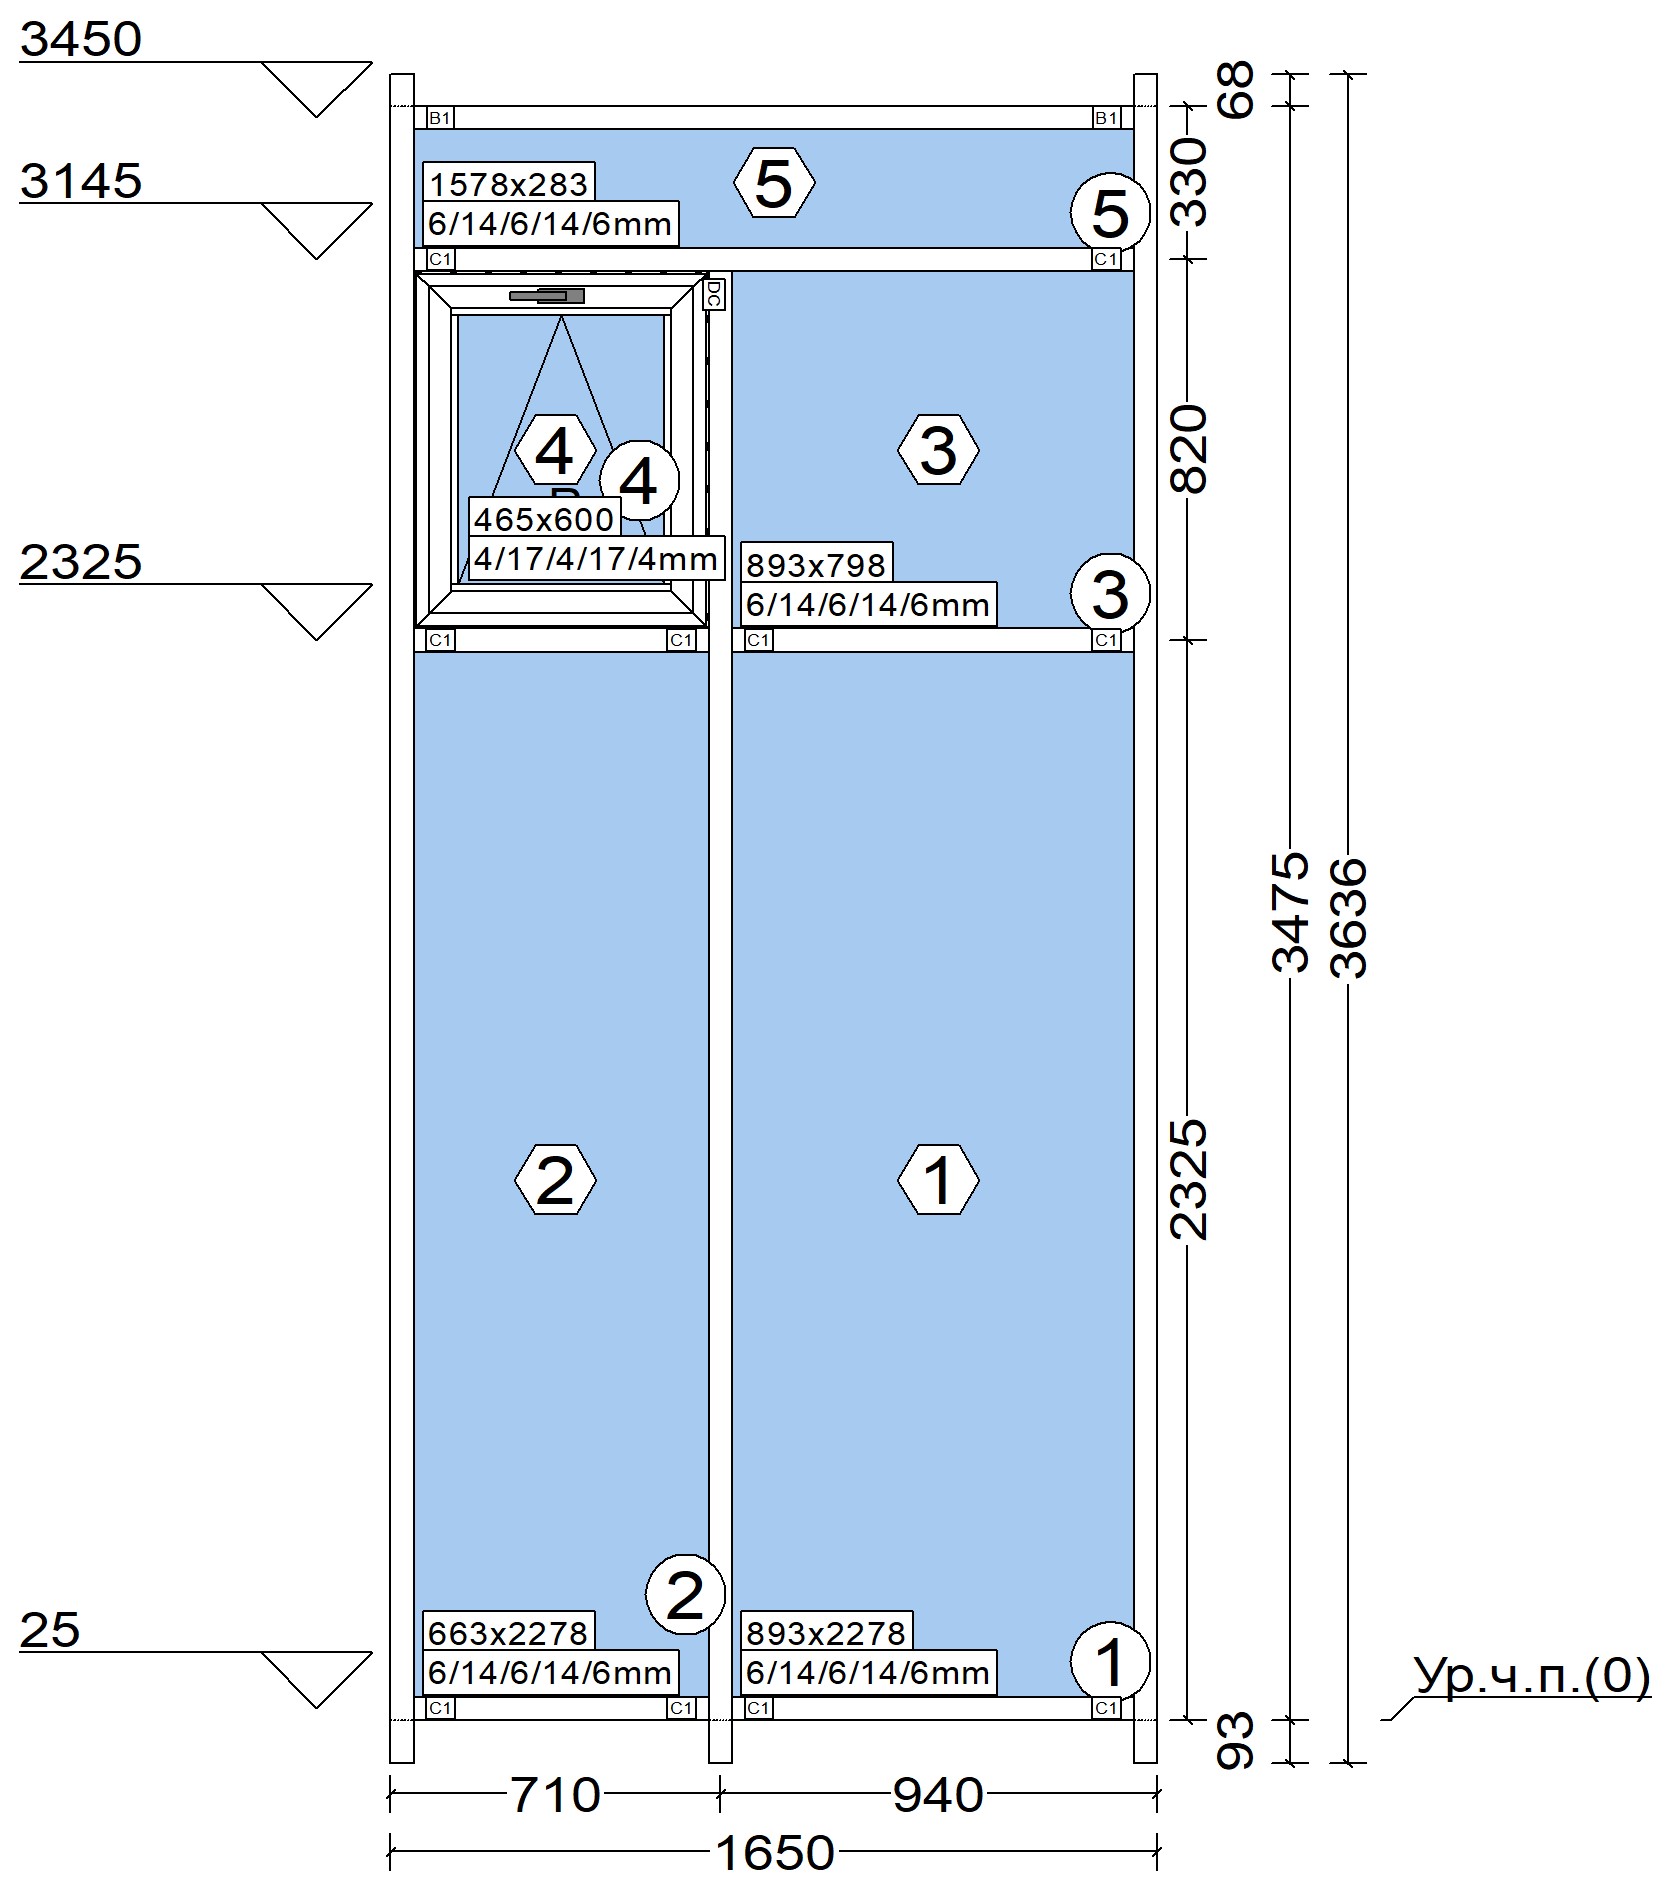 3450
3145
2325
25
B1
B1
5
1578x283
6/14/6/14/6mm
5
C1
C1
DC
4
4
465x600
4/17/4/17/4mm
3
893x798
6/14/6/14/6mm
3
C1
C1
C1
C1
2
1
2
663x2278
6/14/6/14/6mm
893x2278
6/14/6/14/6mm
1
C1
C1
C1
C1
68
330
820
2325
93
3475
3636
Ур.ч.п.(0)
710
940
1650